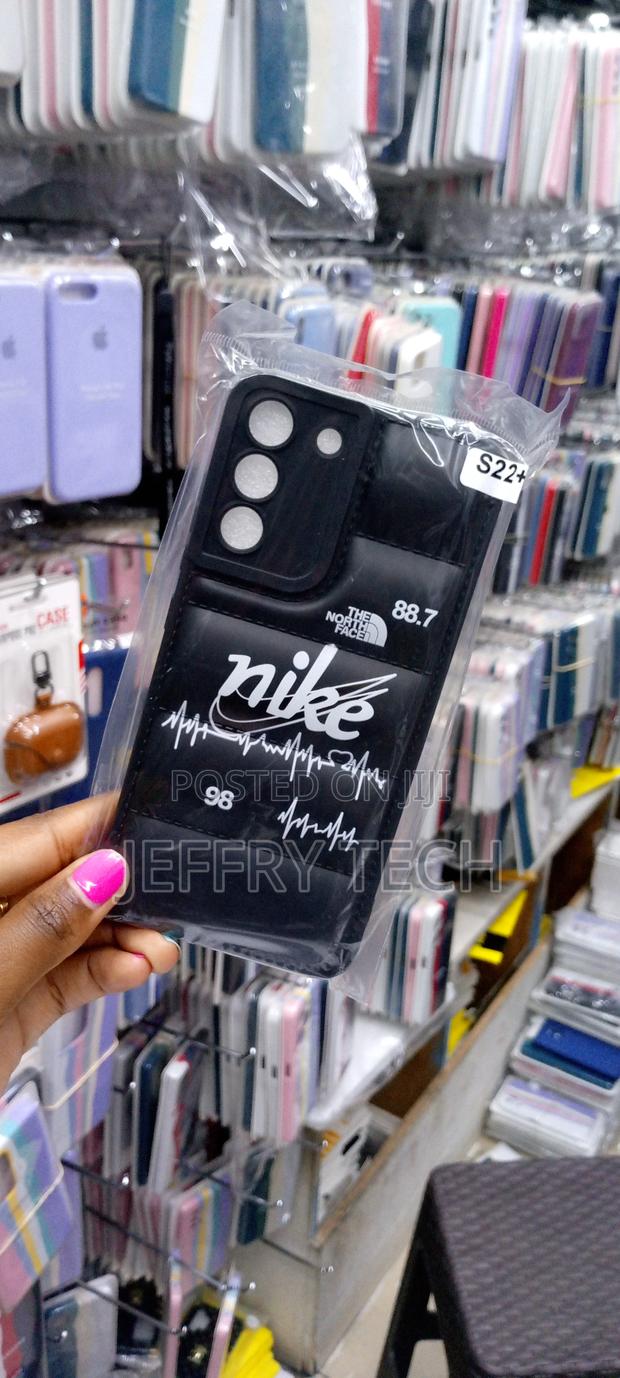 S22+
THE
NORTH
FACE
88.7
nike
98
CASE
POSTED ON JIJI
JEFFRY TECH